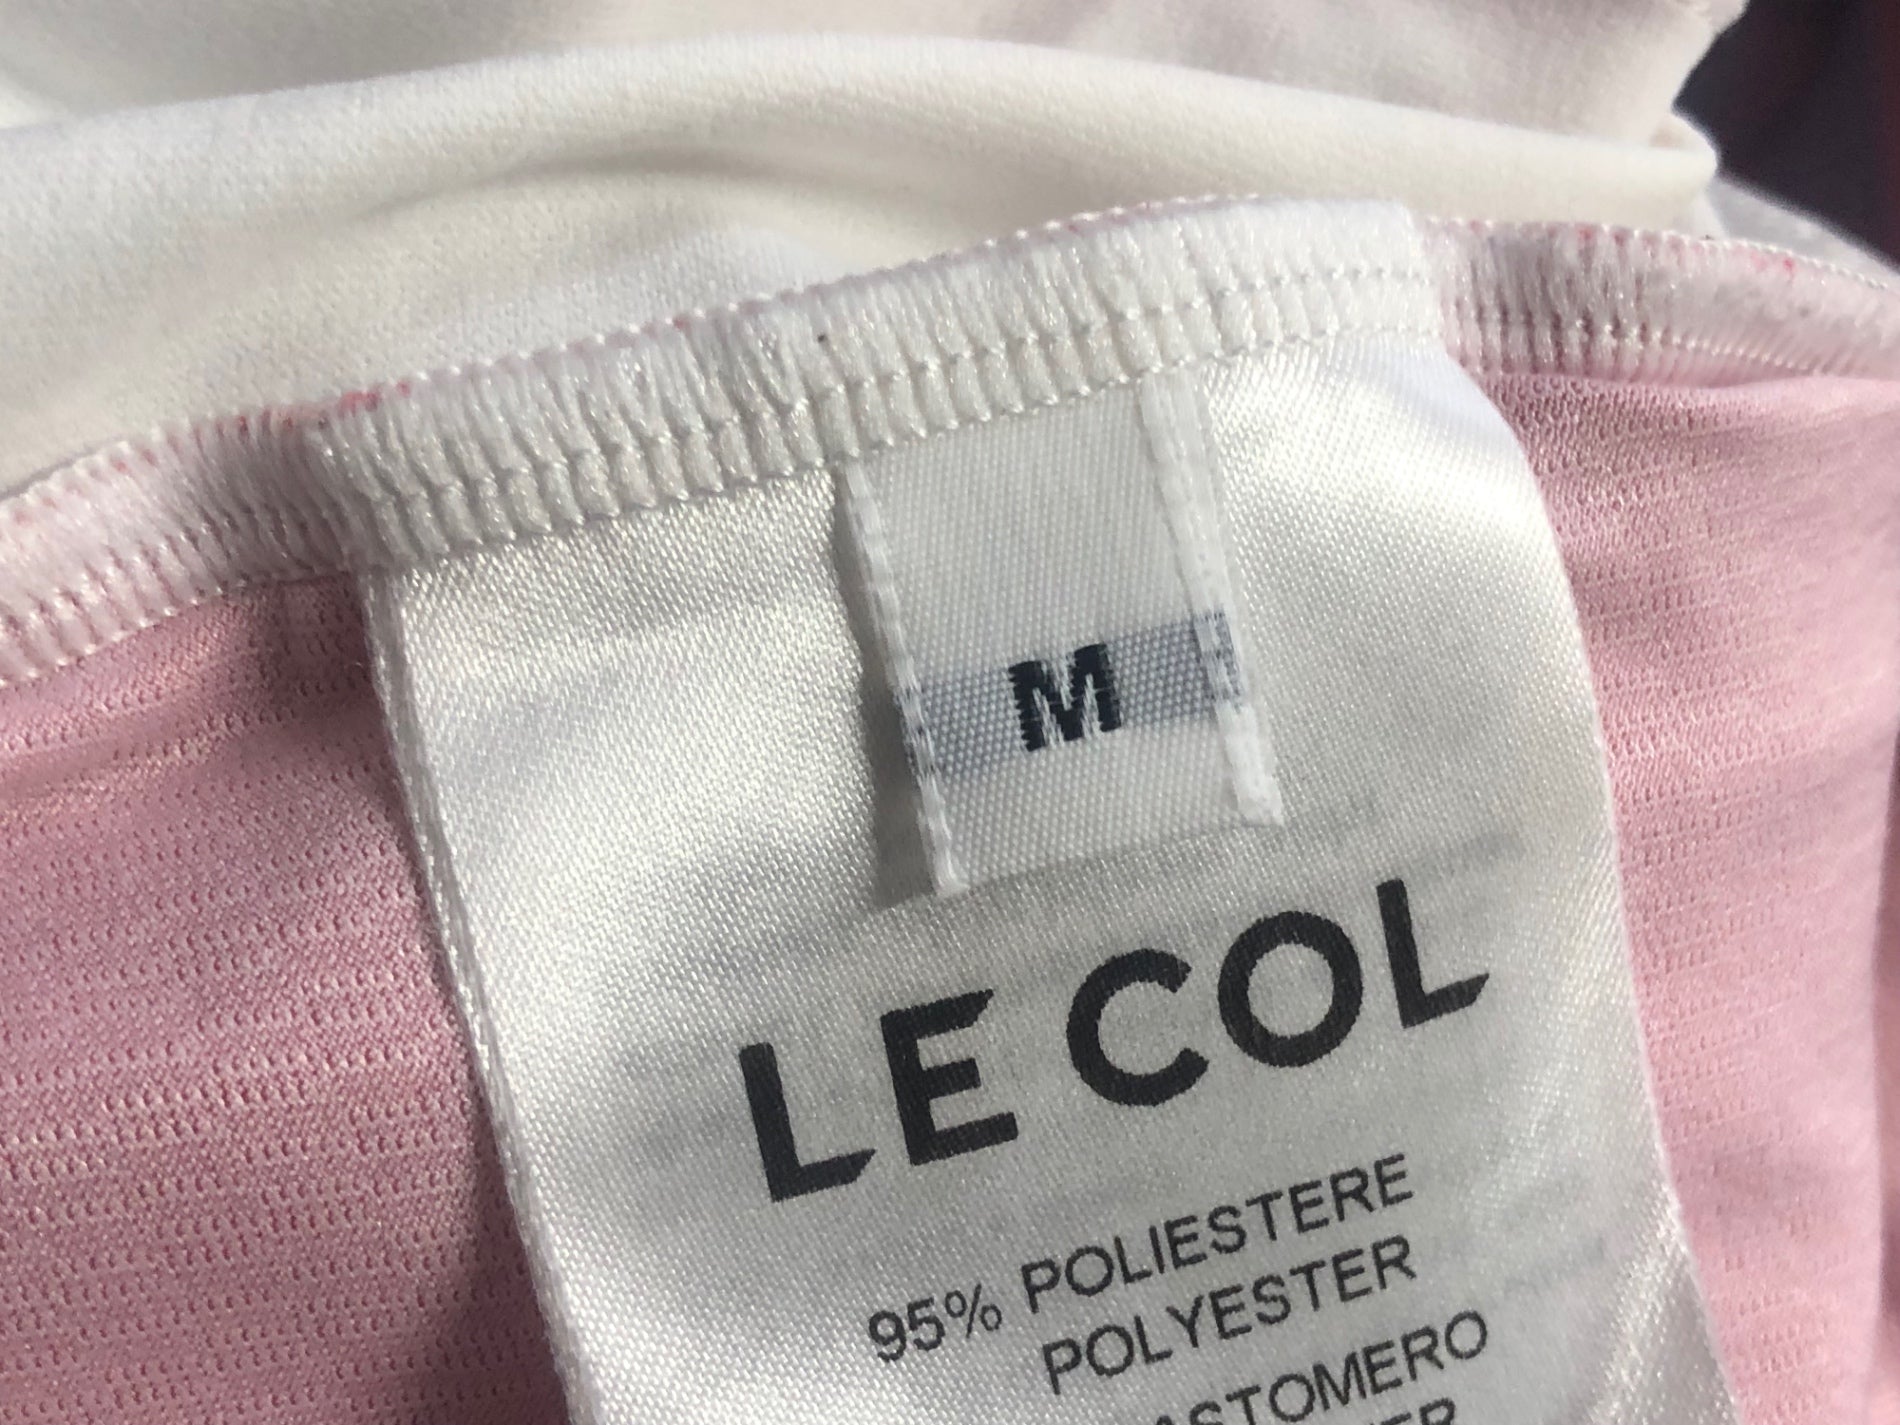 M
LE COL
95% POLIESTERE
POLYESTER